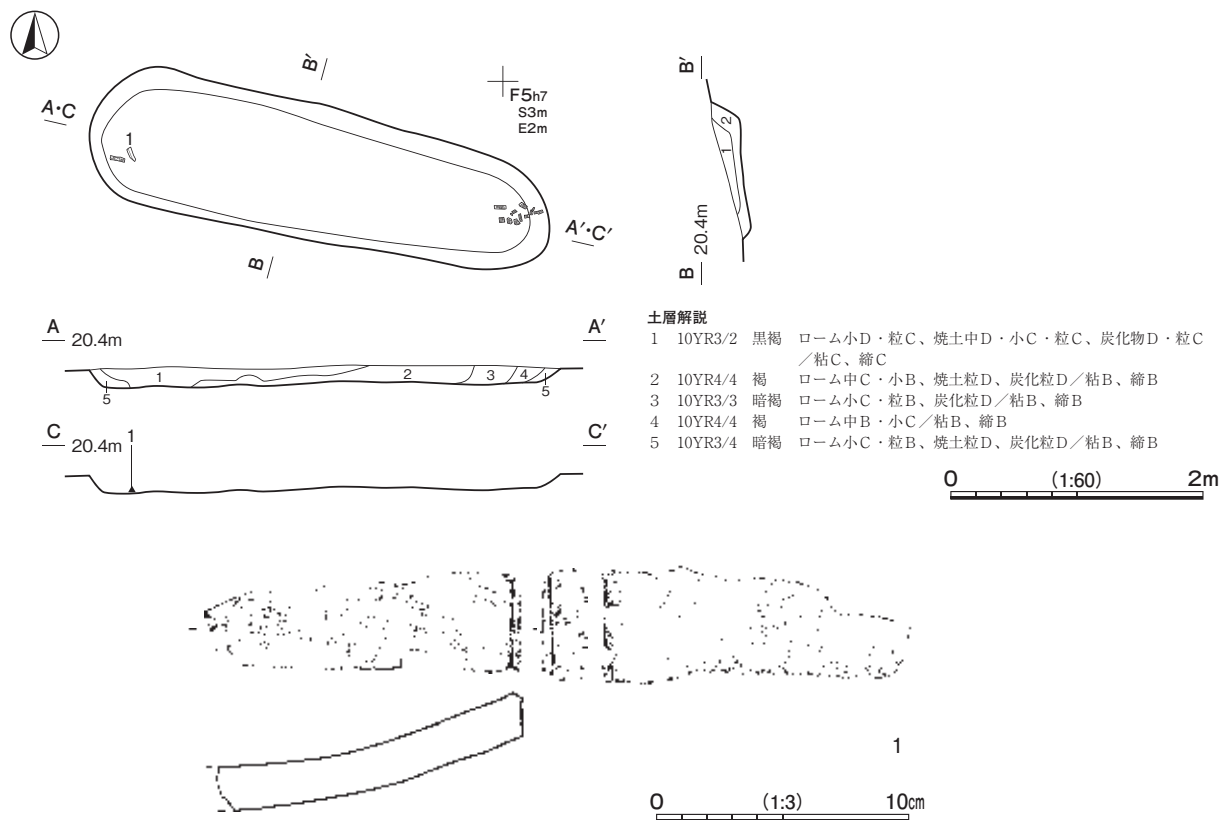 B′
A･C
F5h7
S3m
E2m
1
A′･C′
B
B′
2
1
B 20.4m
A 20.4m A′
1 2 3 4
5 5
C 20.4m 1 C′
土層解説
1 10YR3/2 黒褐 ローム小D・粒C、焼土中D・小C・粒C、炭化物D・粒C
／粘C、締C
2 10YR4/4 褐 ローム中C・小B、焼土粒D、炭化粒D／粘B、締B
3 10YR3/3 暗褐 ローム小C・粒B、炭化粒D／粘B、締B
4 10YR4/4 褐 ローム中B・小C／粘B、締B
5 10YR3/4 暗褐 ローム小C・粒B、焼土粒D、炭化粒D／粘B、締B
0 (1:60) 2m
1
0 (1:3) 10㎝